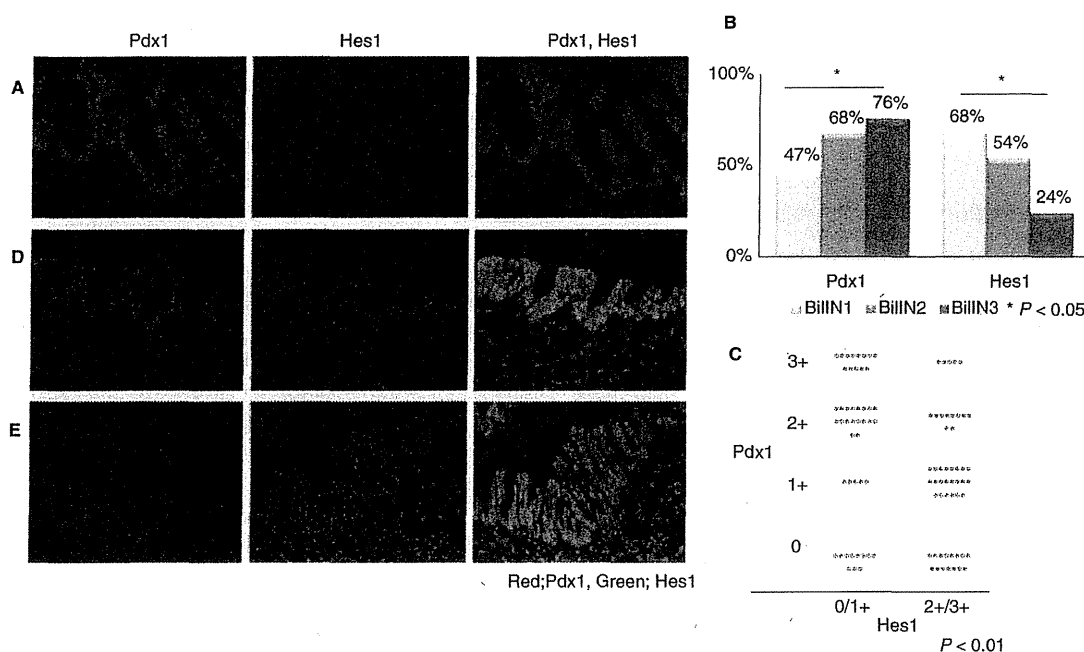 Pdx1 Hes1 Pdx1, Hes1
A
D
E
Red;Pdx1, Green; Hes1
B
100%
50%
0%
*
47%
68%
76%
*
68%
54%
24%
Pdx1 Hes1
BilIN1 BilIN2 BilIN3 * P < 0.05
C
3+
2+
Pdx1
1+
0
0/1+ 2+/3+
Hes1
P < 0.01